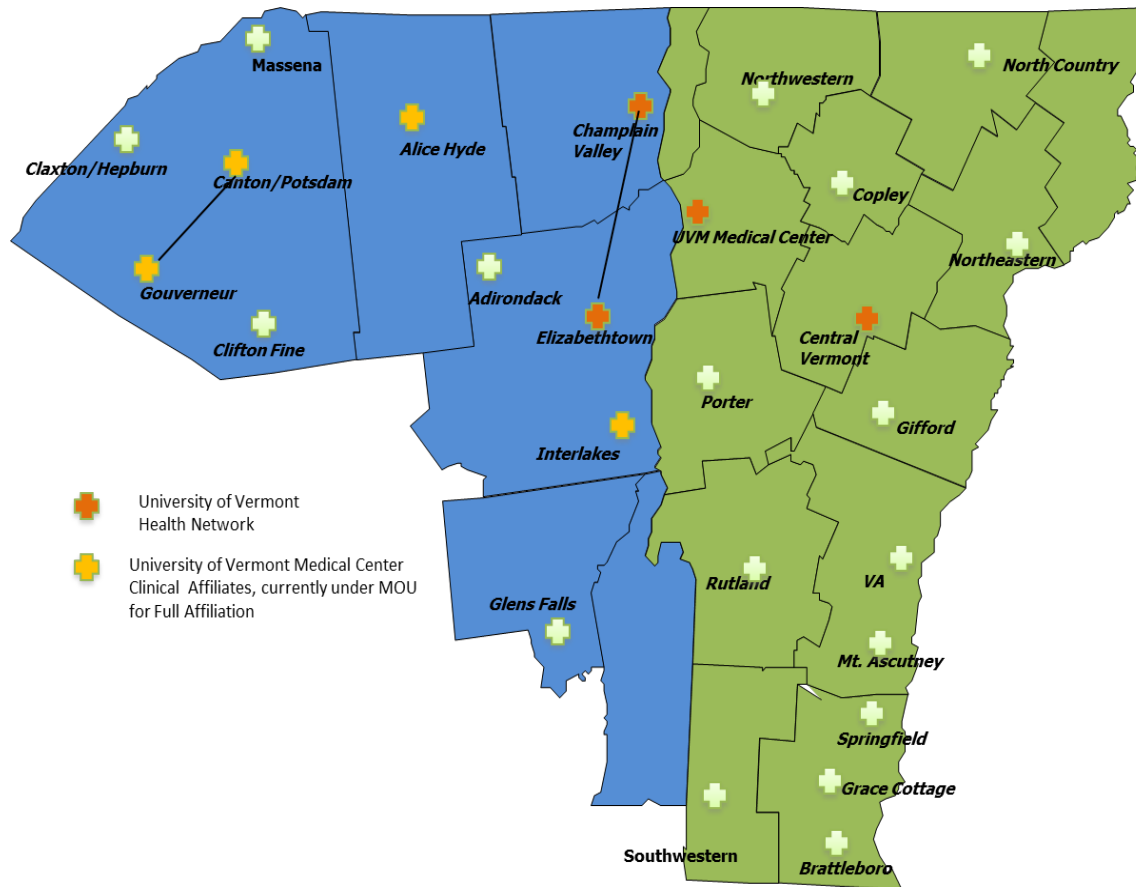 Massena
Northwestern
North Country
Champlain
Valley
Alice Hyde
Claxton/Hepburn
Canton/Potsdam
Copley
UVM Medical Center
Northeastern
Gouverneur
Adirondack
Elizabethtown
Central
Vermont
Clifton Fine
Porter
Gifford
Interlakes
University of Vermont
Health Network
University of Vermont Medical Center
Clinical Affiliates, currently under MOU
for Full Affiliation
Rutland
VA
Glens Falls
Mt. Ascutney
Springfield
Grace Cottage
Southwestern
Brattleboro